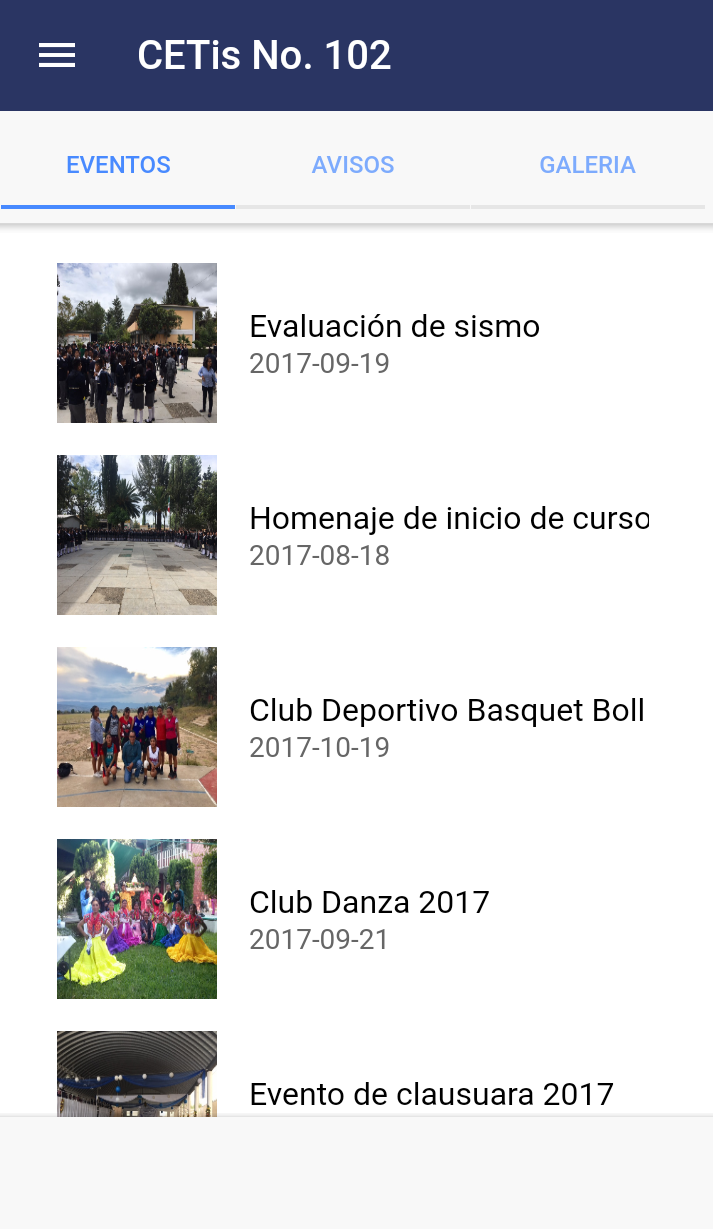 CETis No. 102
EVENTOS
AVISOS
GALERIA
Evaluación de sismo
2017-09-19
Homenaje de inicio de curso
2017-08-18
Club Deportivo Basquet Boll
2017-10-19
Club Danza 2017
2017-09-21
Evento de clausuara 2017